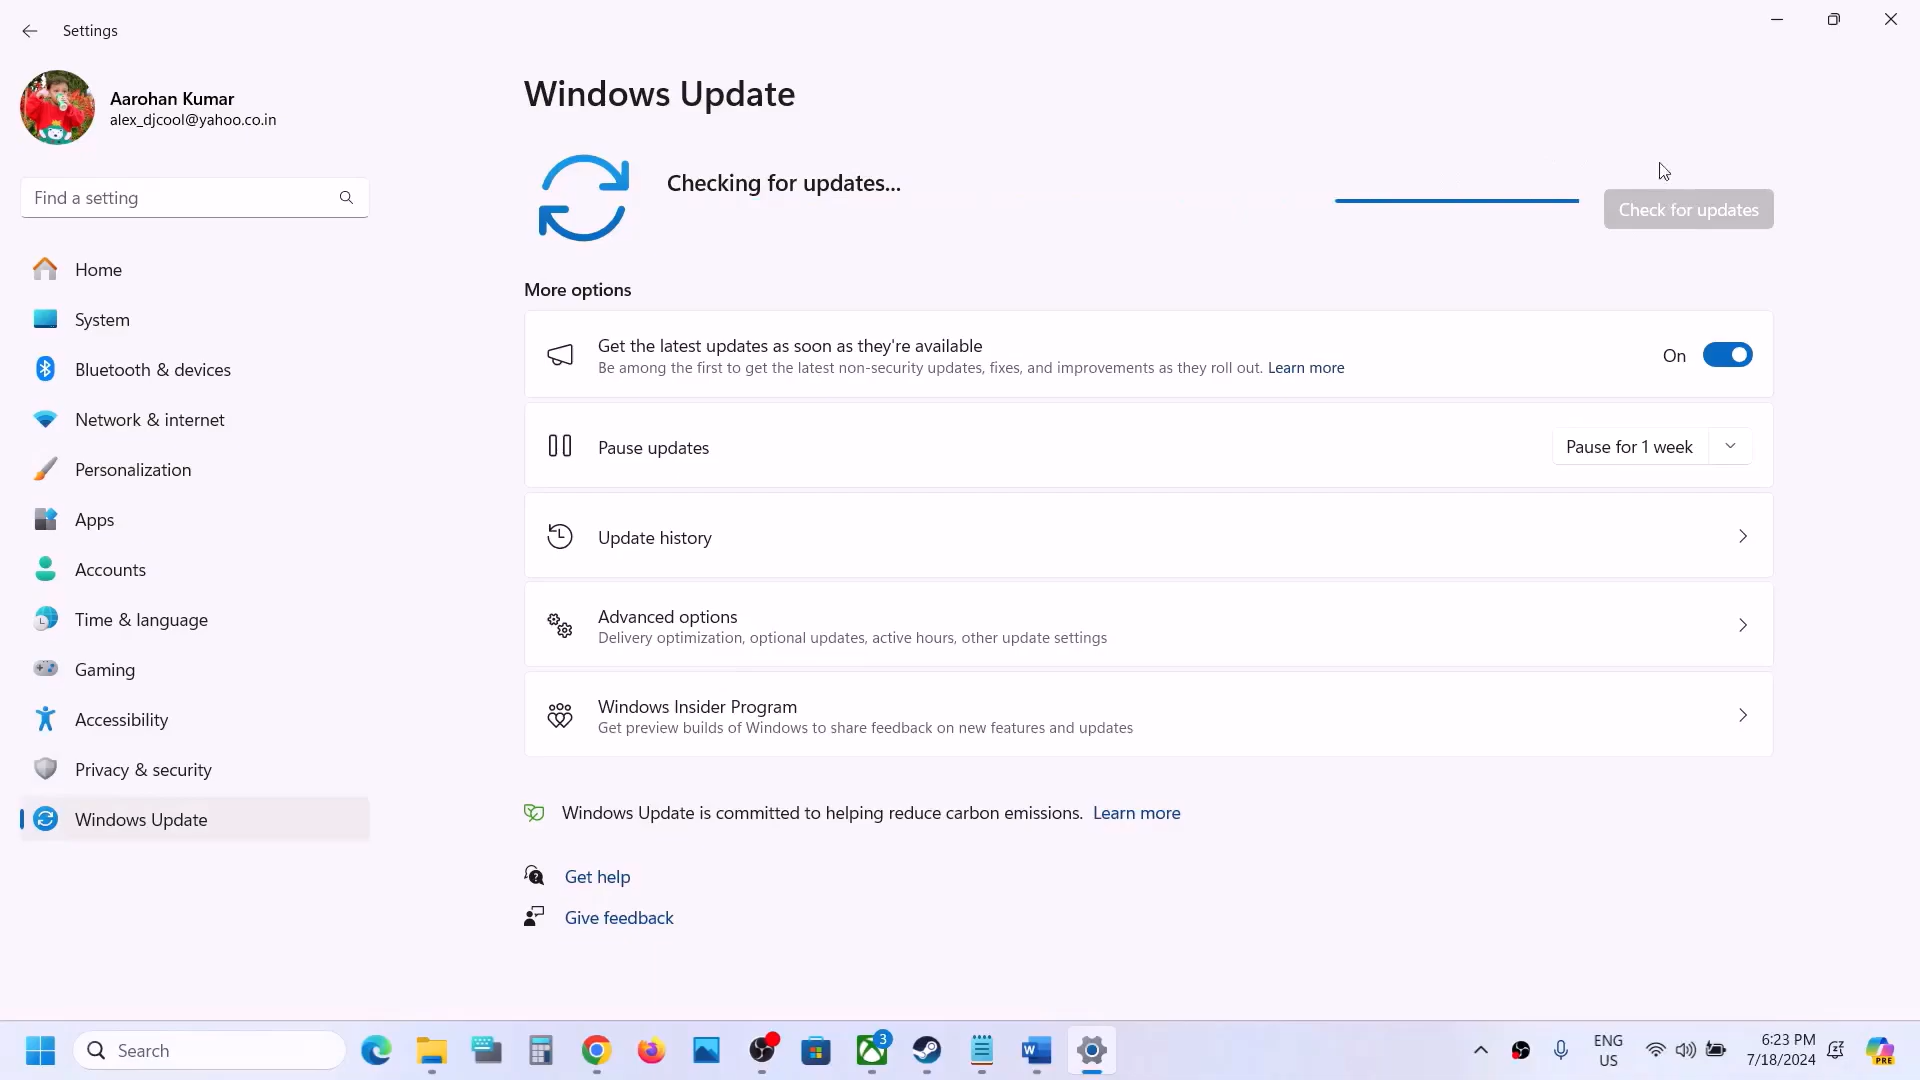 Settings
Aarohan Kumar
alex_djcool@yahoo.co.in
Find a setting
Home
System
Bluetooth & devices
Network & internet
Personalization
Apps
Accounts
Time & language
Gaming
Accessibility
Privacy & security
Windows Update
Windows Update
Checking for updates...
Check for updates
More options
Get the latest updates as soon as they're available
Be among the first to get the latest non-security updates, fixes, and improvements as they roll out. Learn more
On
Pause updates
Pause for 1 week
Update history
Advanced options
Delivery optimization, optional updates, active hours, other update settings
Windows Insider Program
Get preview builds of Windows to share feedback on new features and updates
Windows Update is committed to helping reduce carbon emissions. Learn more
Get help
Give feedback
Search
3
W
ENG
US
6:23 PM
7/18/2024
PRE